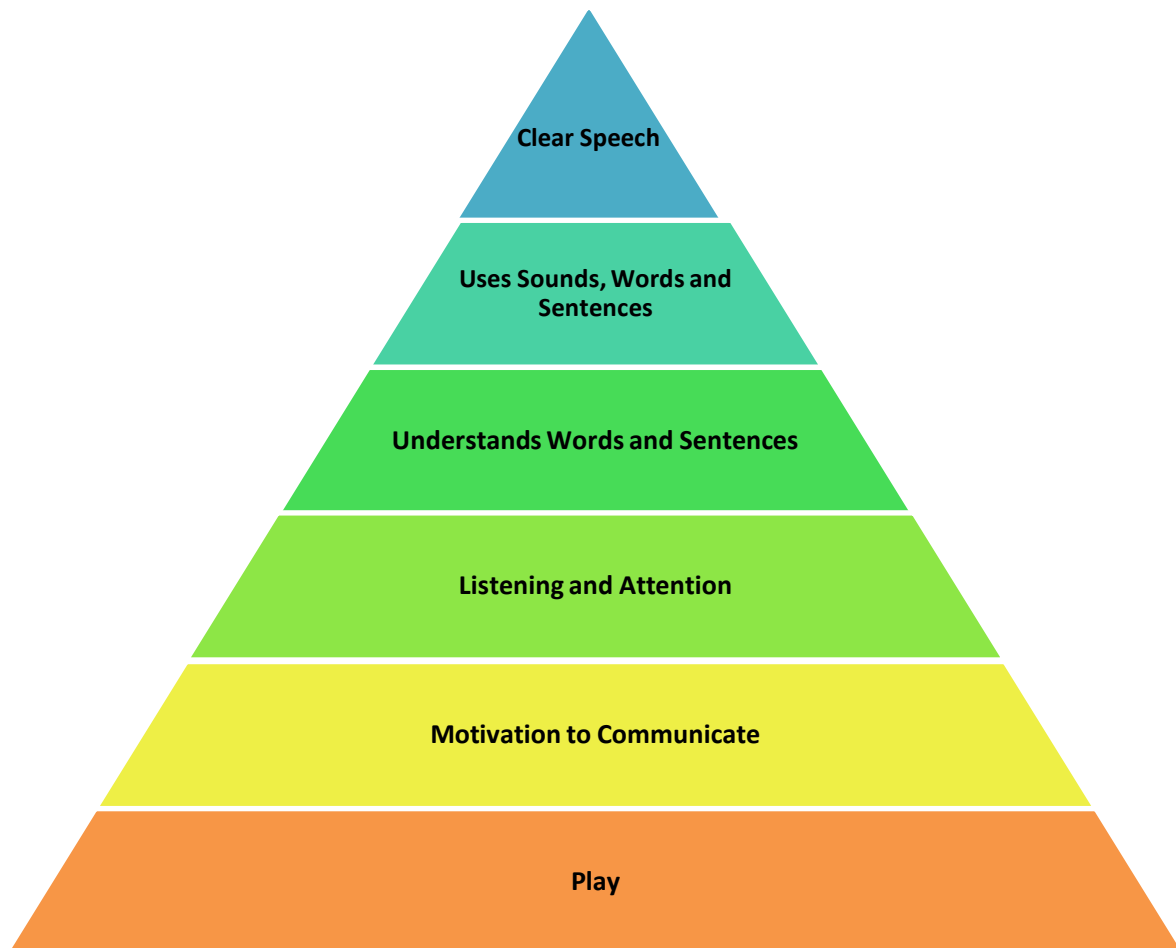 Clear Speech
Uses Sounds, Words and
Sentences
Understands Words and Sentences
Listening and Attention
Motivation to Communicate
Play